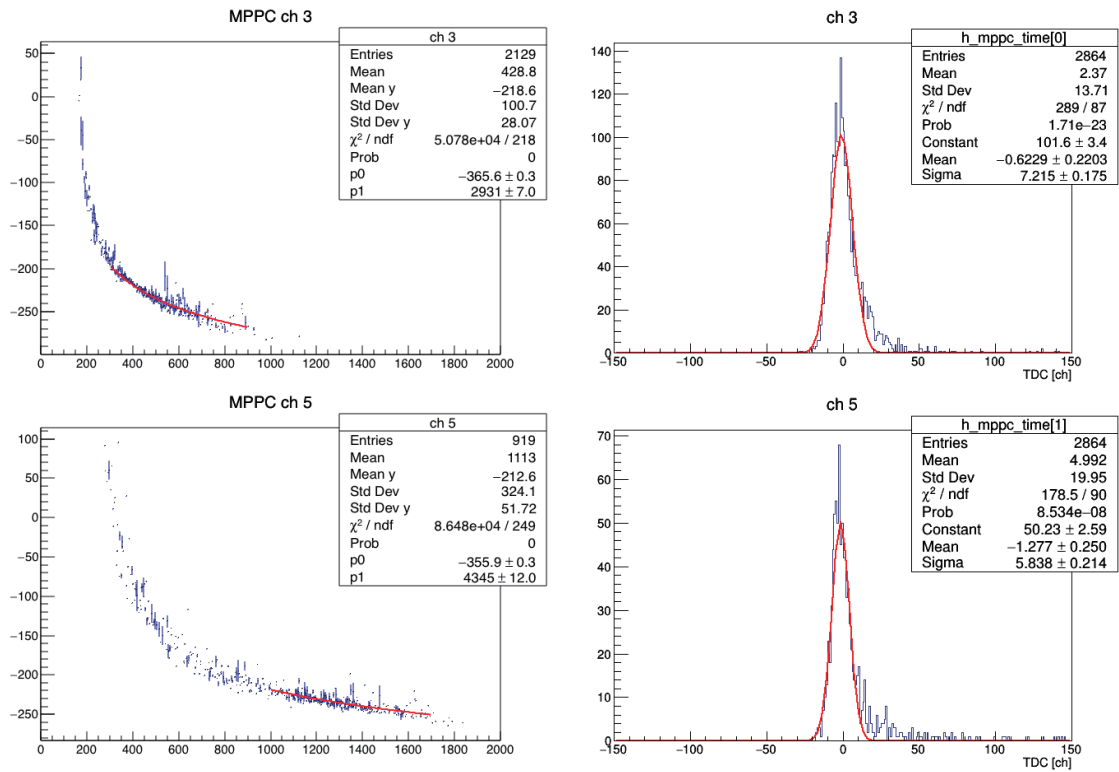 MPPC ch 3
ch 3
Entries 2129
Mean 428.8
Mean y −218.6
Std Dev 100.7
Std Dev y 28.07
χ² / ndf 5.078e+04 / 218
Prob 0
p0 −365.6 ± 0.3
p1 2931 ± 7.0
50
0
−50
−100
−150
−200
−250
0 200 400 600 800 1000 1200 1400 1600 1800 2000
ch 3
h_mppc_time[0]
Entries 2864
Mean 2.37
Std Dev 13.71
χ² / ndf 289 / 87
Prob 1.71e−23
Constant 101.6 ± 3.4
Mean −0.6229 ± 0.2203
Sigma 7.215 ± 0.175
140
120
100
80
60
40
20
0
−150 −100 −50 0 50 100 150
TDC [ch]
MPPC ch 5
ch 5
Entries 919
Mean 1113
Mean y −212.6
Std Dev 324.1
Std Dev y 51.72
χ² / ndf 8.648e+04 / 249
Prob 0
p0 −355.9 ± 0.3
p1 4345 ± 12.0
100
50
0
−50
−100
−150
−200
−250
0 200 400 600 800 1000 1200 1400 1600 1800 2000
ch 5
h_mppc_time[1]
Entries 2864
Mean 4.992
Std Dev 19.95
χ² / ndf 178.5 / 90
Prob 8.534e−08
Constant 50.23 ± 2.59
Mean −1.277 ± 0.250
Sigma 5.838 ± 0.214
70
60
50
40
30
20
10
0
−150 −100 −50 0 50 100 150
TDC [ch]